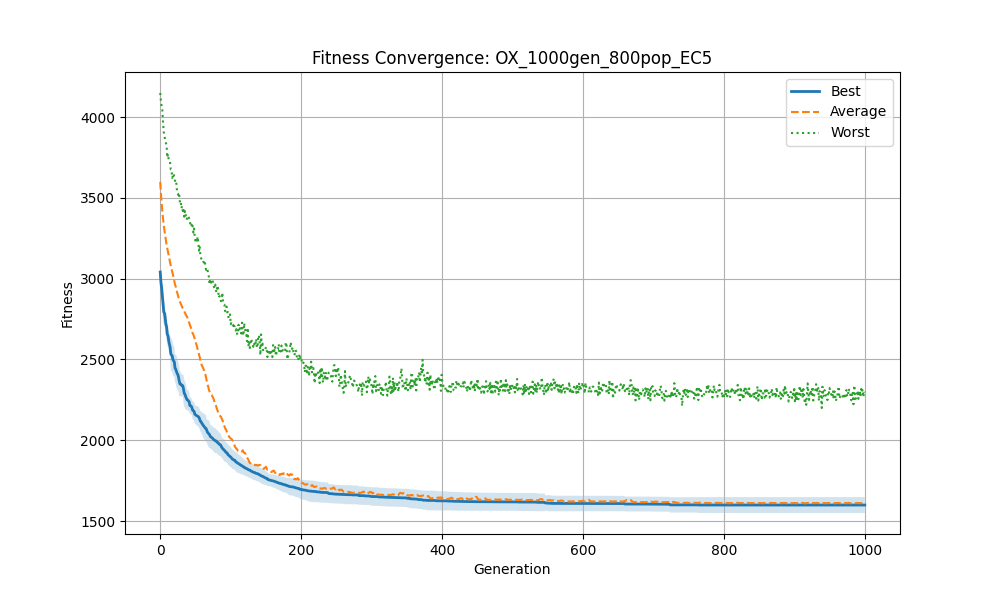 Fitness Convergence: OX_1000gen_800pop_EC5
Best
Average
Worst
Fitness
4000
3500
3000
2500
2000
1500
0
200
400
600
800
1000
Generation